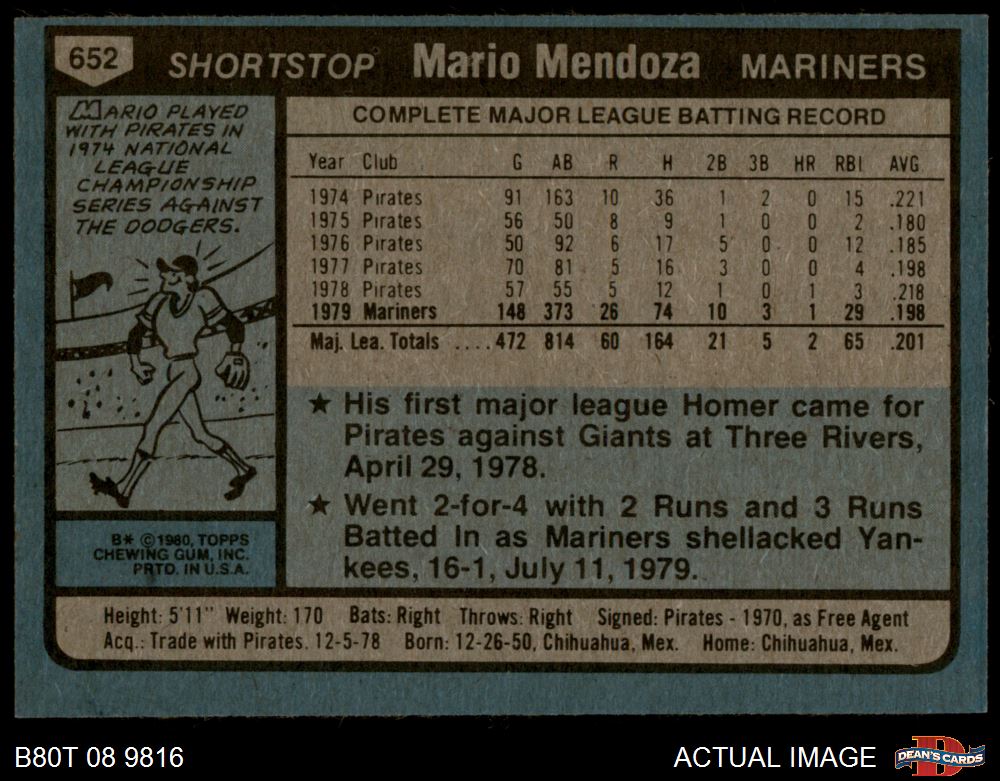 652 SHORTSTOP Mario Mendoza MARINERS
MARIO PLAYED
WITH PIRATES IN
1974 NATIONAL
LEAGUE
CHAMPIONSHIP
SERIES AGAINST
THE DODGERS.
COMPLETE MAJOR LEAGUE BATTING RECORD
Year Club G AB R H 2B 3B HR RBI AVG.
1974 Pirates 91 163 10 36 1 2 0 15 .221
1975 Pirates 56 50 8 9 1 0 0 2 .180
1976 Pirates 50 92 6 17 5 0 0 12 .185
1977 Pirates 70 81 5 16 3 0 0 4 .198
1978 Pirates 57 55 5 12 1 0 1 3 .218
1979 Mariners 148 373 26 74 10 3 1 29 .198
Maj. Lea. Totals ....472 814 60 164 21 5 2 65 .201
★ His first major league Homer came for
Pirates against Giants at Three Rivers,
April 29, 1978.
★ Went 2-for-4 with 2 Runs and 3 Runs
Batted In as Mariners shellacked Yan-
kees, 16-1, July 11, 1979.
B* ©1980, TOPPS
CHEWING GUM, INC.
PRTD. IN U.S.A.
Height: 5'11" Weight: 170 Bats: Right Throws: Right Signed: Pirates - 1970, as Free Agent
Acq.: Trade with Pirates. 12-5-78 Born: 12-26-50, Chihuahua, Mex. Home: Chihuahua, Mex.
B80T 08 9816 ACTUAL IMAGE DEAN'S CARDS